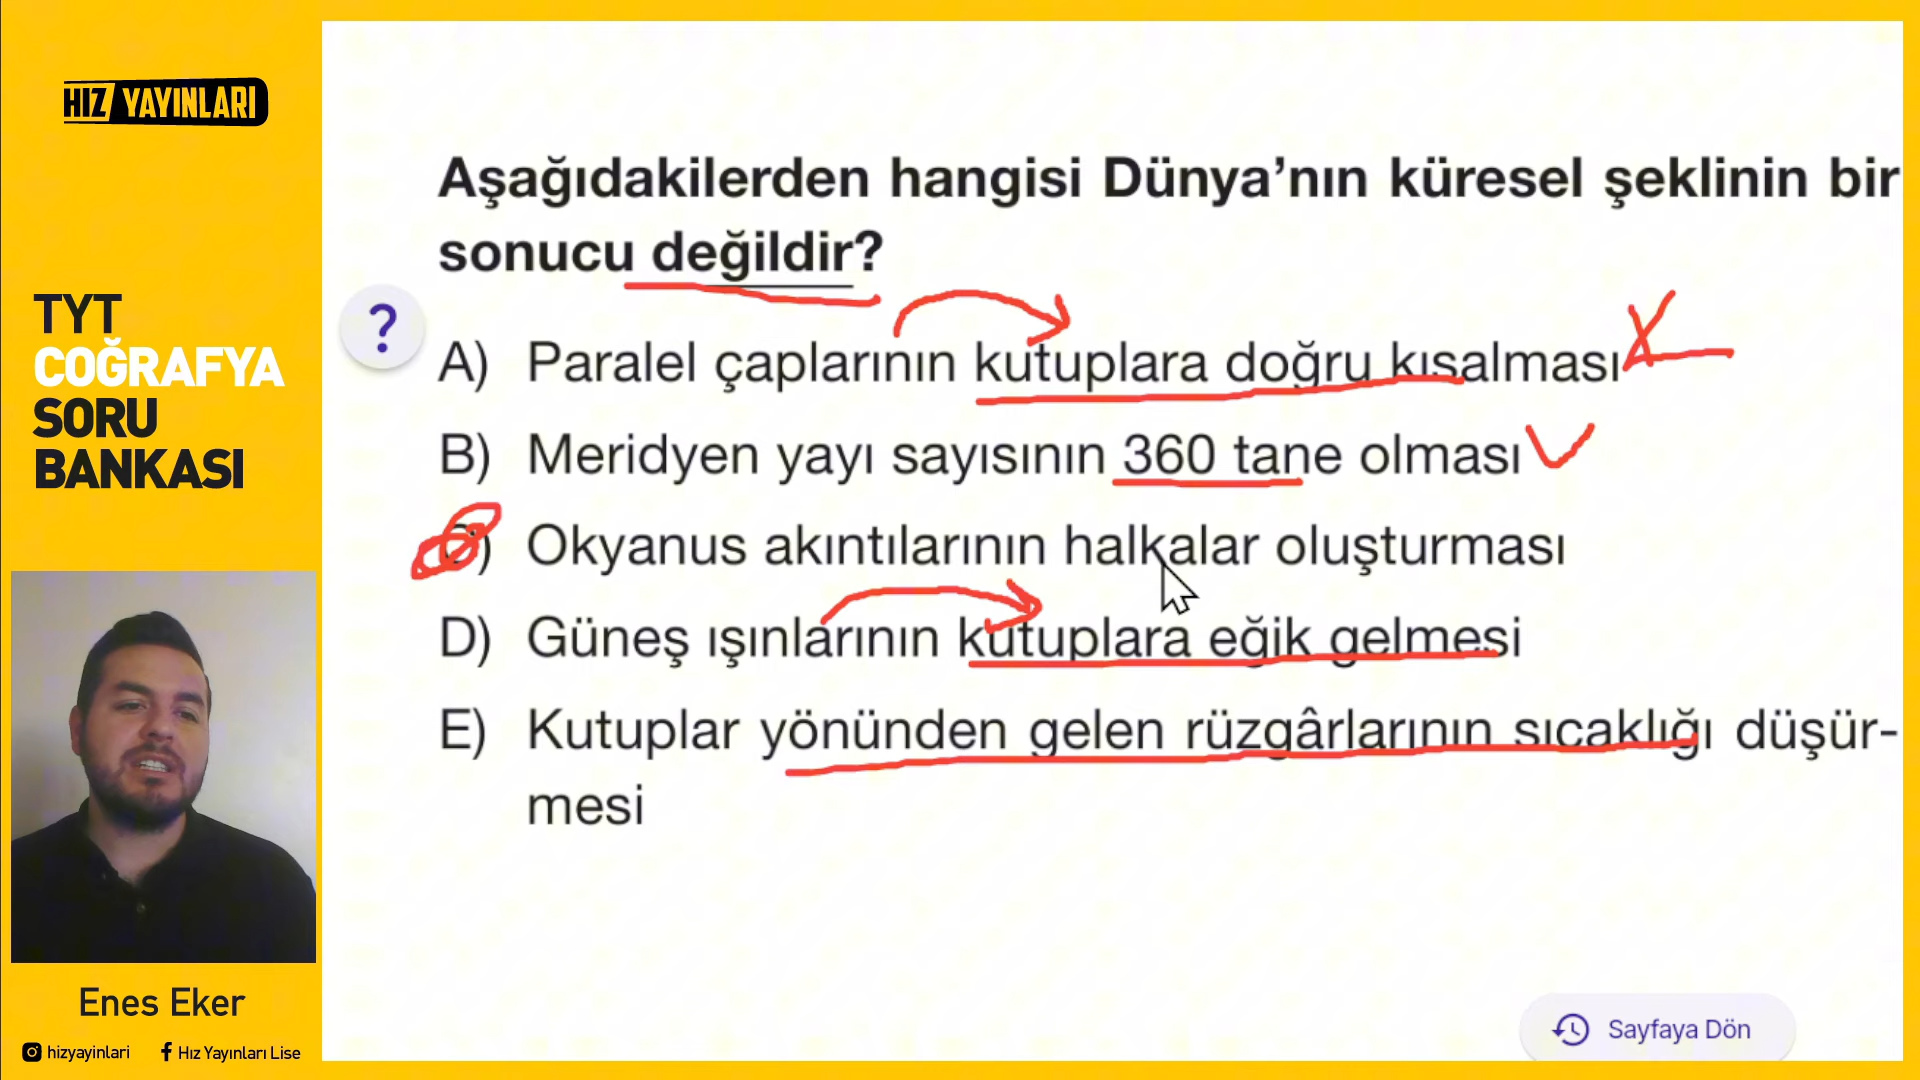 HIZ YAYINLARI
TYT
COĞRAFYA
SORU
BANKASI
Enes Eker
hizyayinlari
Hız Yayınları Lise
Aşağıdakilerden hangisi Dünya’nın küresel şeklinin bir
sonucu değildir?
?
A) Paralel çaplarının kutuplara doğru kısalması
B) Meridyen yayı sayısının 360 tane olması
C) Okyanus akıntılarının halkalar oluşturması
D) Güneş ışınlarının kutuplara eğik gelmesi
E) Kutuplar yönünden gelen rüzgârlarının sıcaklığı düşür-
mesi
Sayfaya Dön